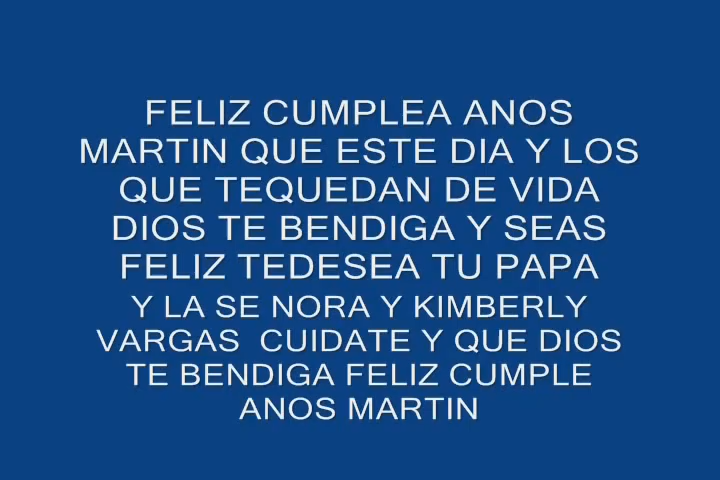 FELIZ CUMPLEA ANOS
MARTIN QUE ESTE DIA Y LOS
QUE TEQUEDAN DE VIDA
DIOS TE BENDIGA Y SEAS
FELIZ TEDESEA TU PAPA
Y LA SE NORA Y KIMBERLY
VARGAS  CUIDATE Y QUE DIOS
TE BENDIGA FELIZ CUMPLE
ANOS MARTIN